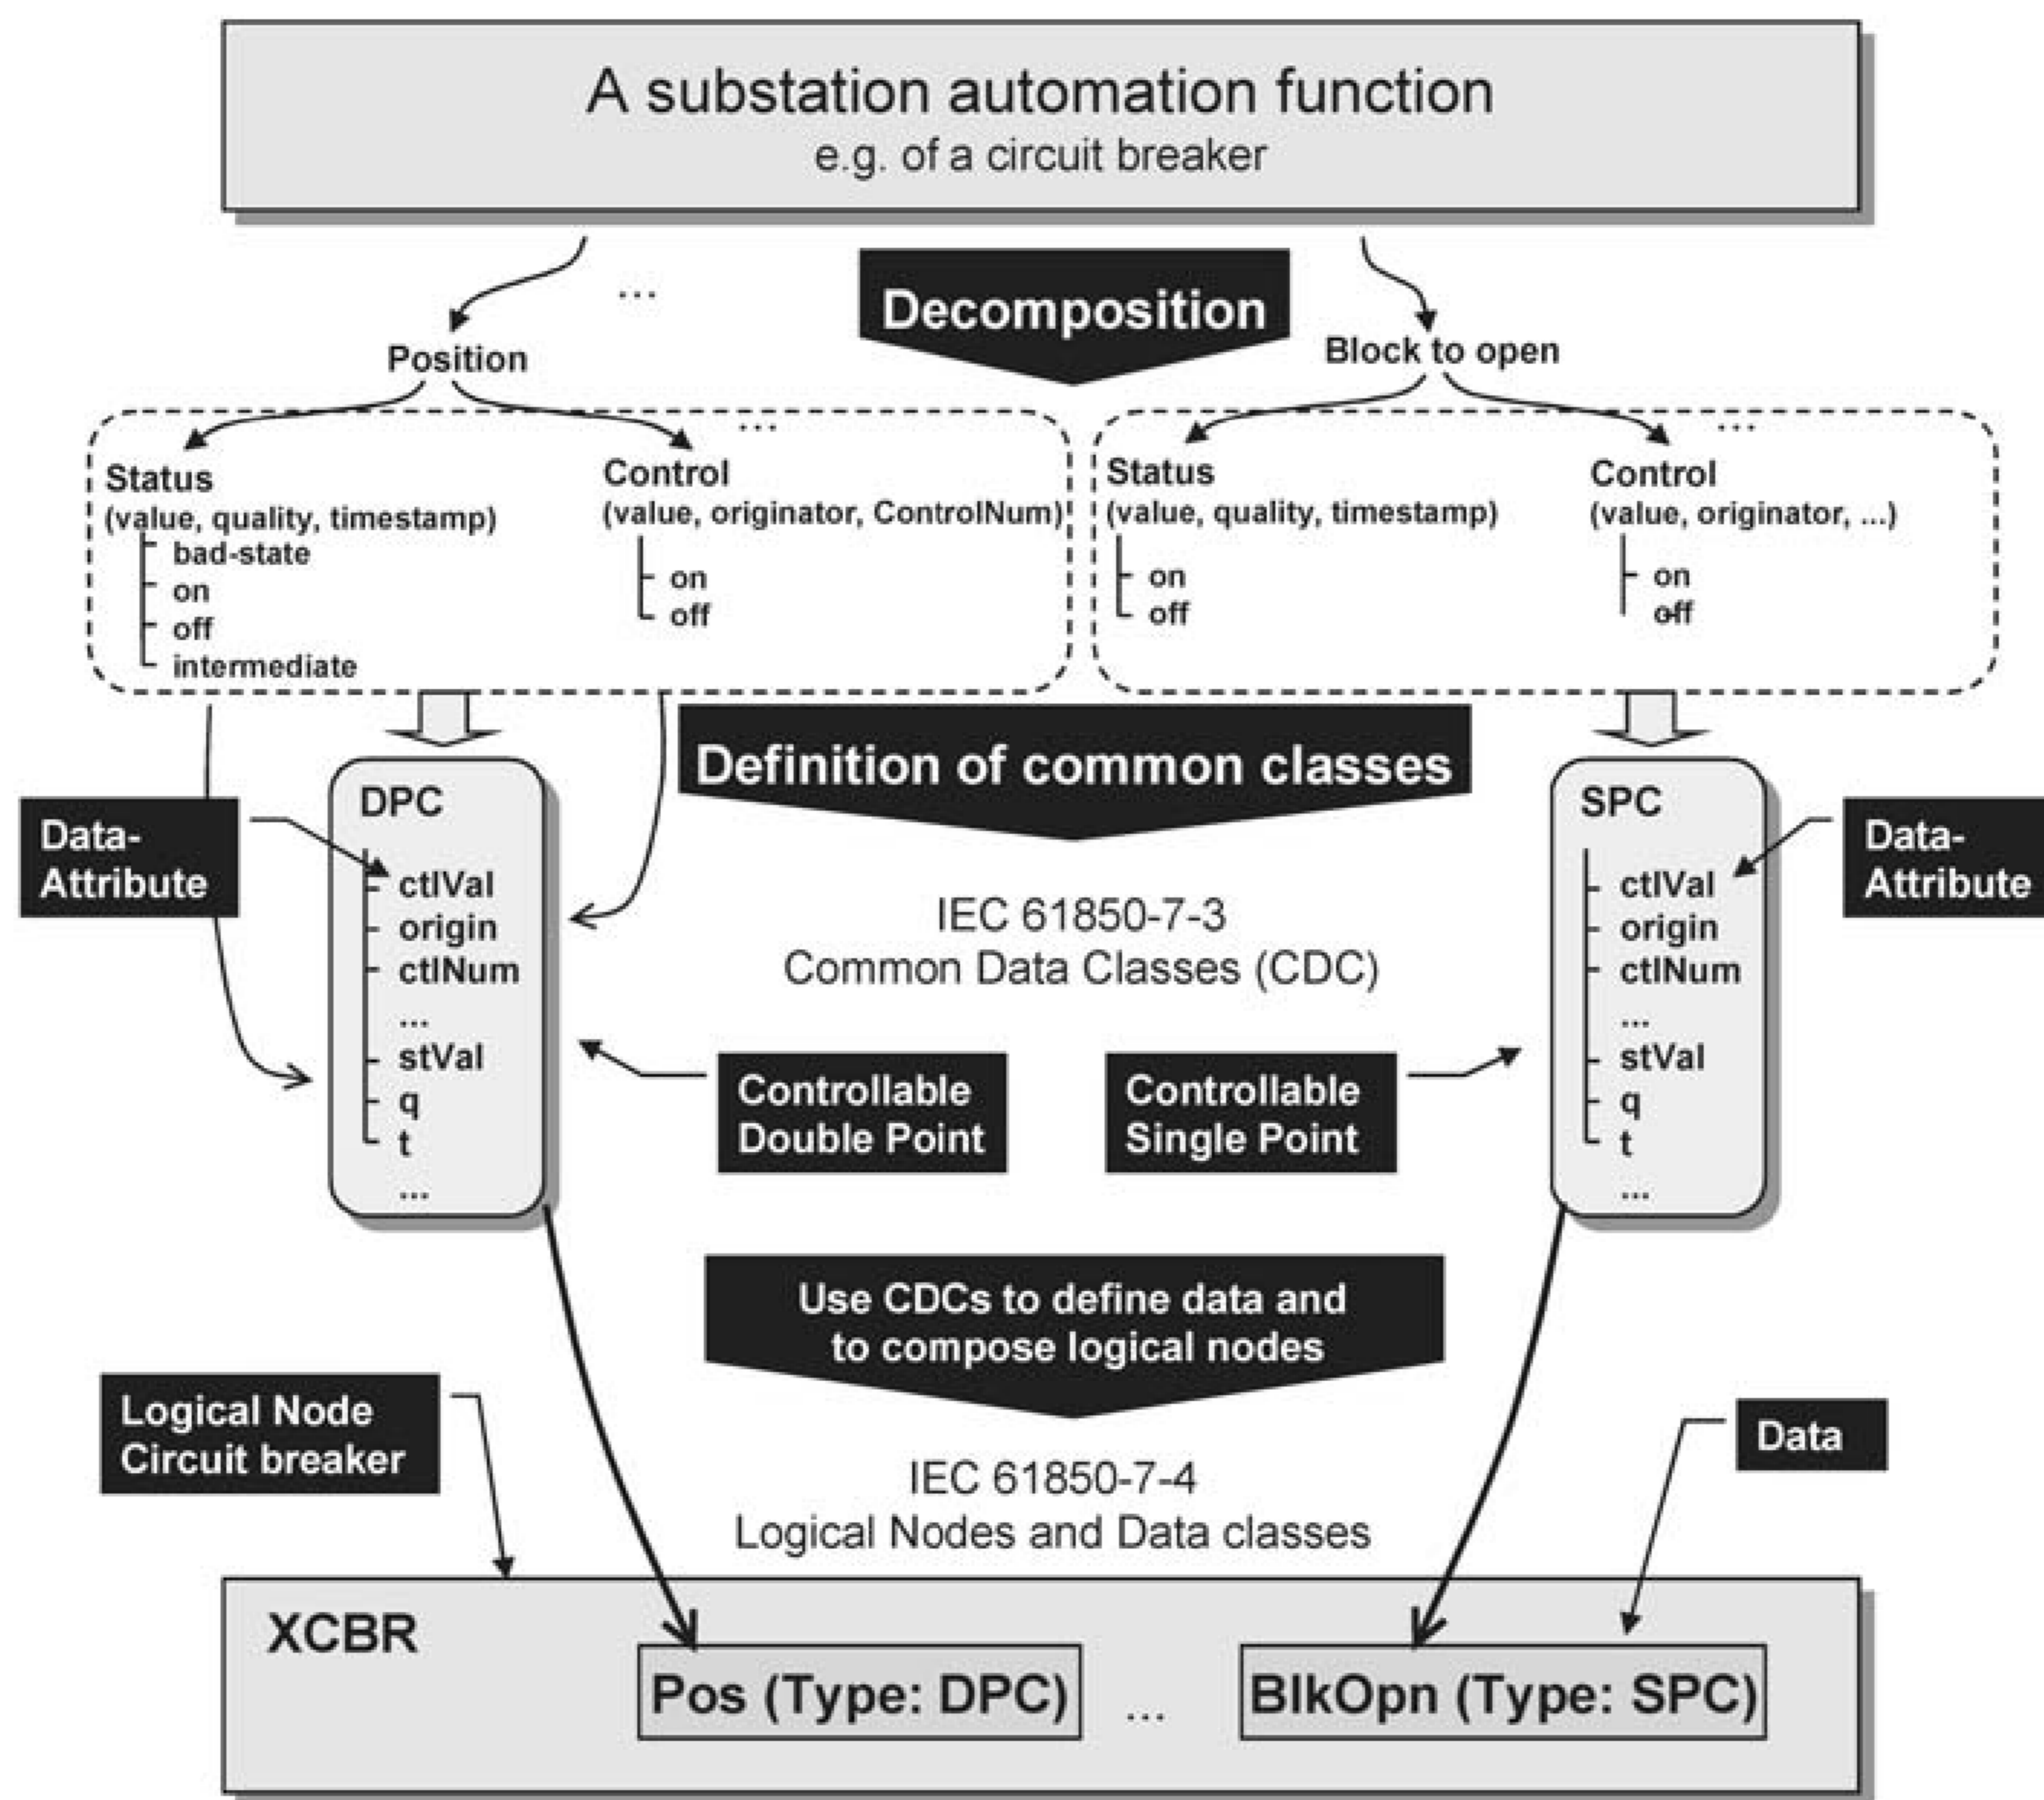 A substation automation function
e.g. of a circuit breaker
...
Decomposition
Position
Block to open
...
...
Status
(value, quality, timestamp)
bad-state
on
off
intermediate
Control
(value, originator, ControlNum)
on
off
Status
(value, quality, timestamp)
on
off
Control
(value, originator, ...)
on
off
Definition of common classes
Data-
Attribute
DPC
ctlVal
origin
ctlNum
...
stVal
q
t
...
IEC 61850-7-3
Common Data Classes (CDC)
Controllable
Double Point
Controllable
Single Point
SPC
ctlVal
origin
ctlNum
...
stVal
q
t
...
Data-
Attribute
Use CDCs to define data and
to compose logical nodes
Logical Node
Circuit breaker
Data
IEC 61850-7-4
Logical Nodes and Data classes
XCBR
Pos (Type: DPC)
...
BlkOpn (Type: SPC)